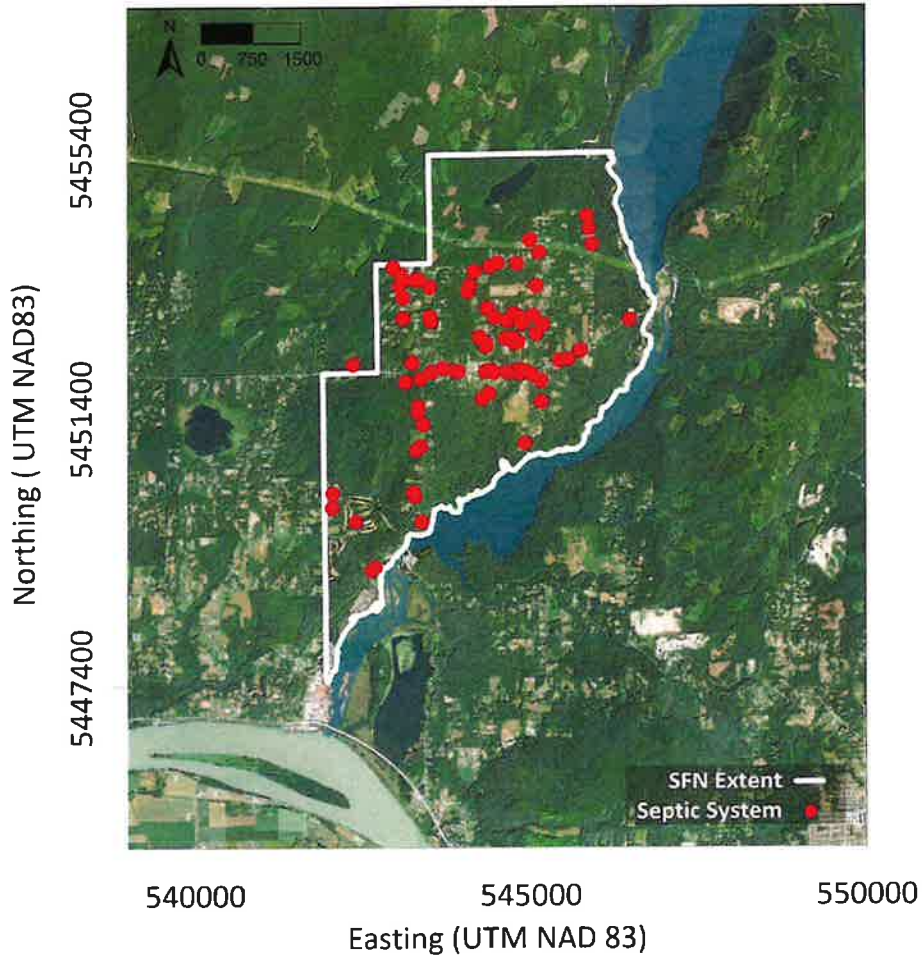 N
0 750 1500
Northing ( UTM NAD83)
5455400
5451400
5447400
SFN Extent
Septic System
540000 545000 550000
Easting (UTM NAD 83)